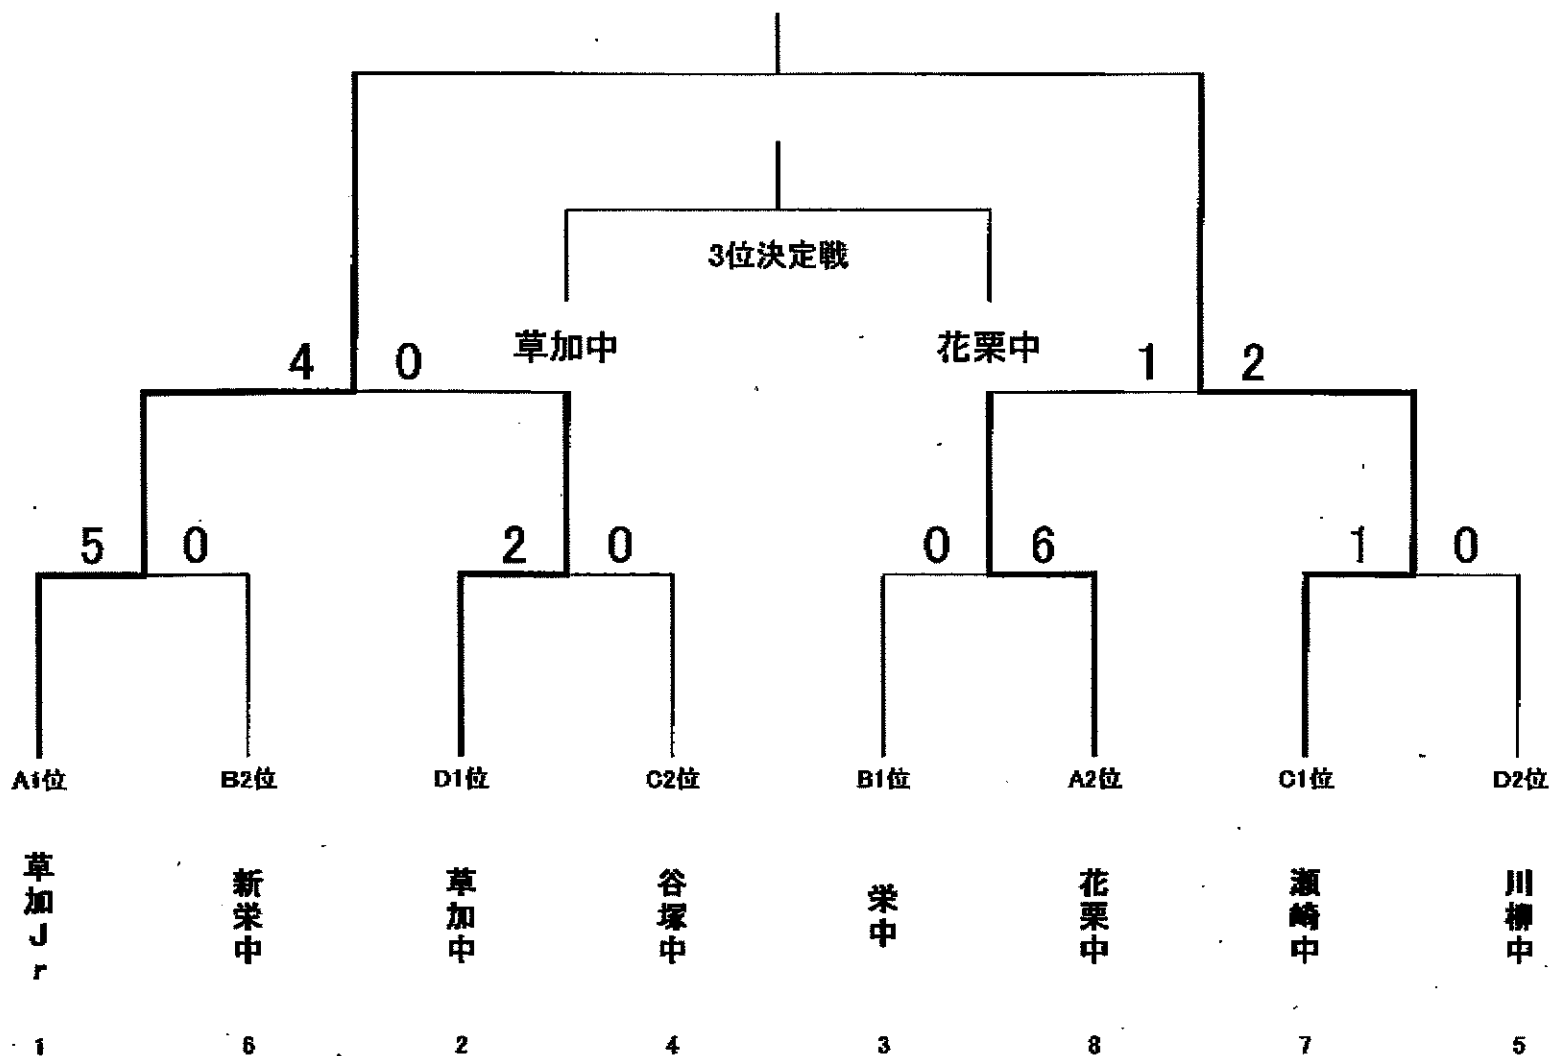 3位決定戦
草加中 花栗中
4 0 1 2
5 0 2 0 0 6 1 0
A1位 B2位 D1位 C2位 B1位 A2位 C1位 D2位
草加Jr 新栄中 草加中 谷塚中 栄中 花栗中 瀬崎中 川柳中
1 6 2 4 3 8 7 5